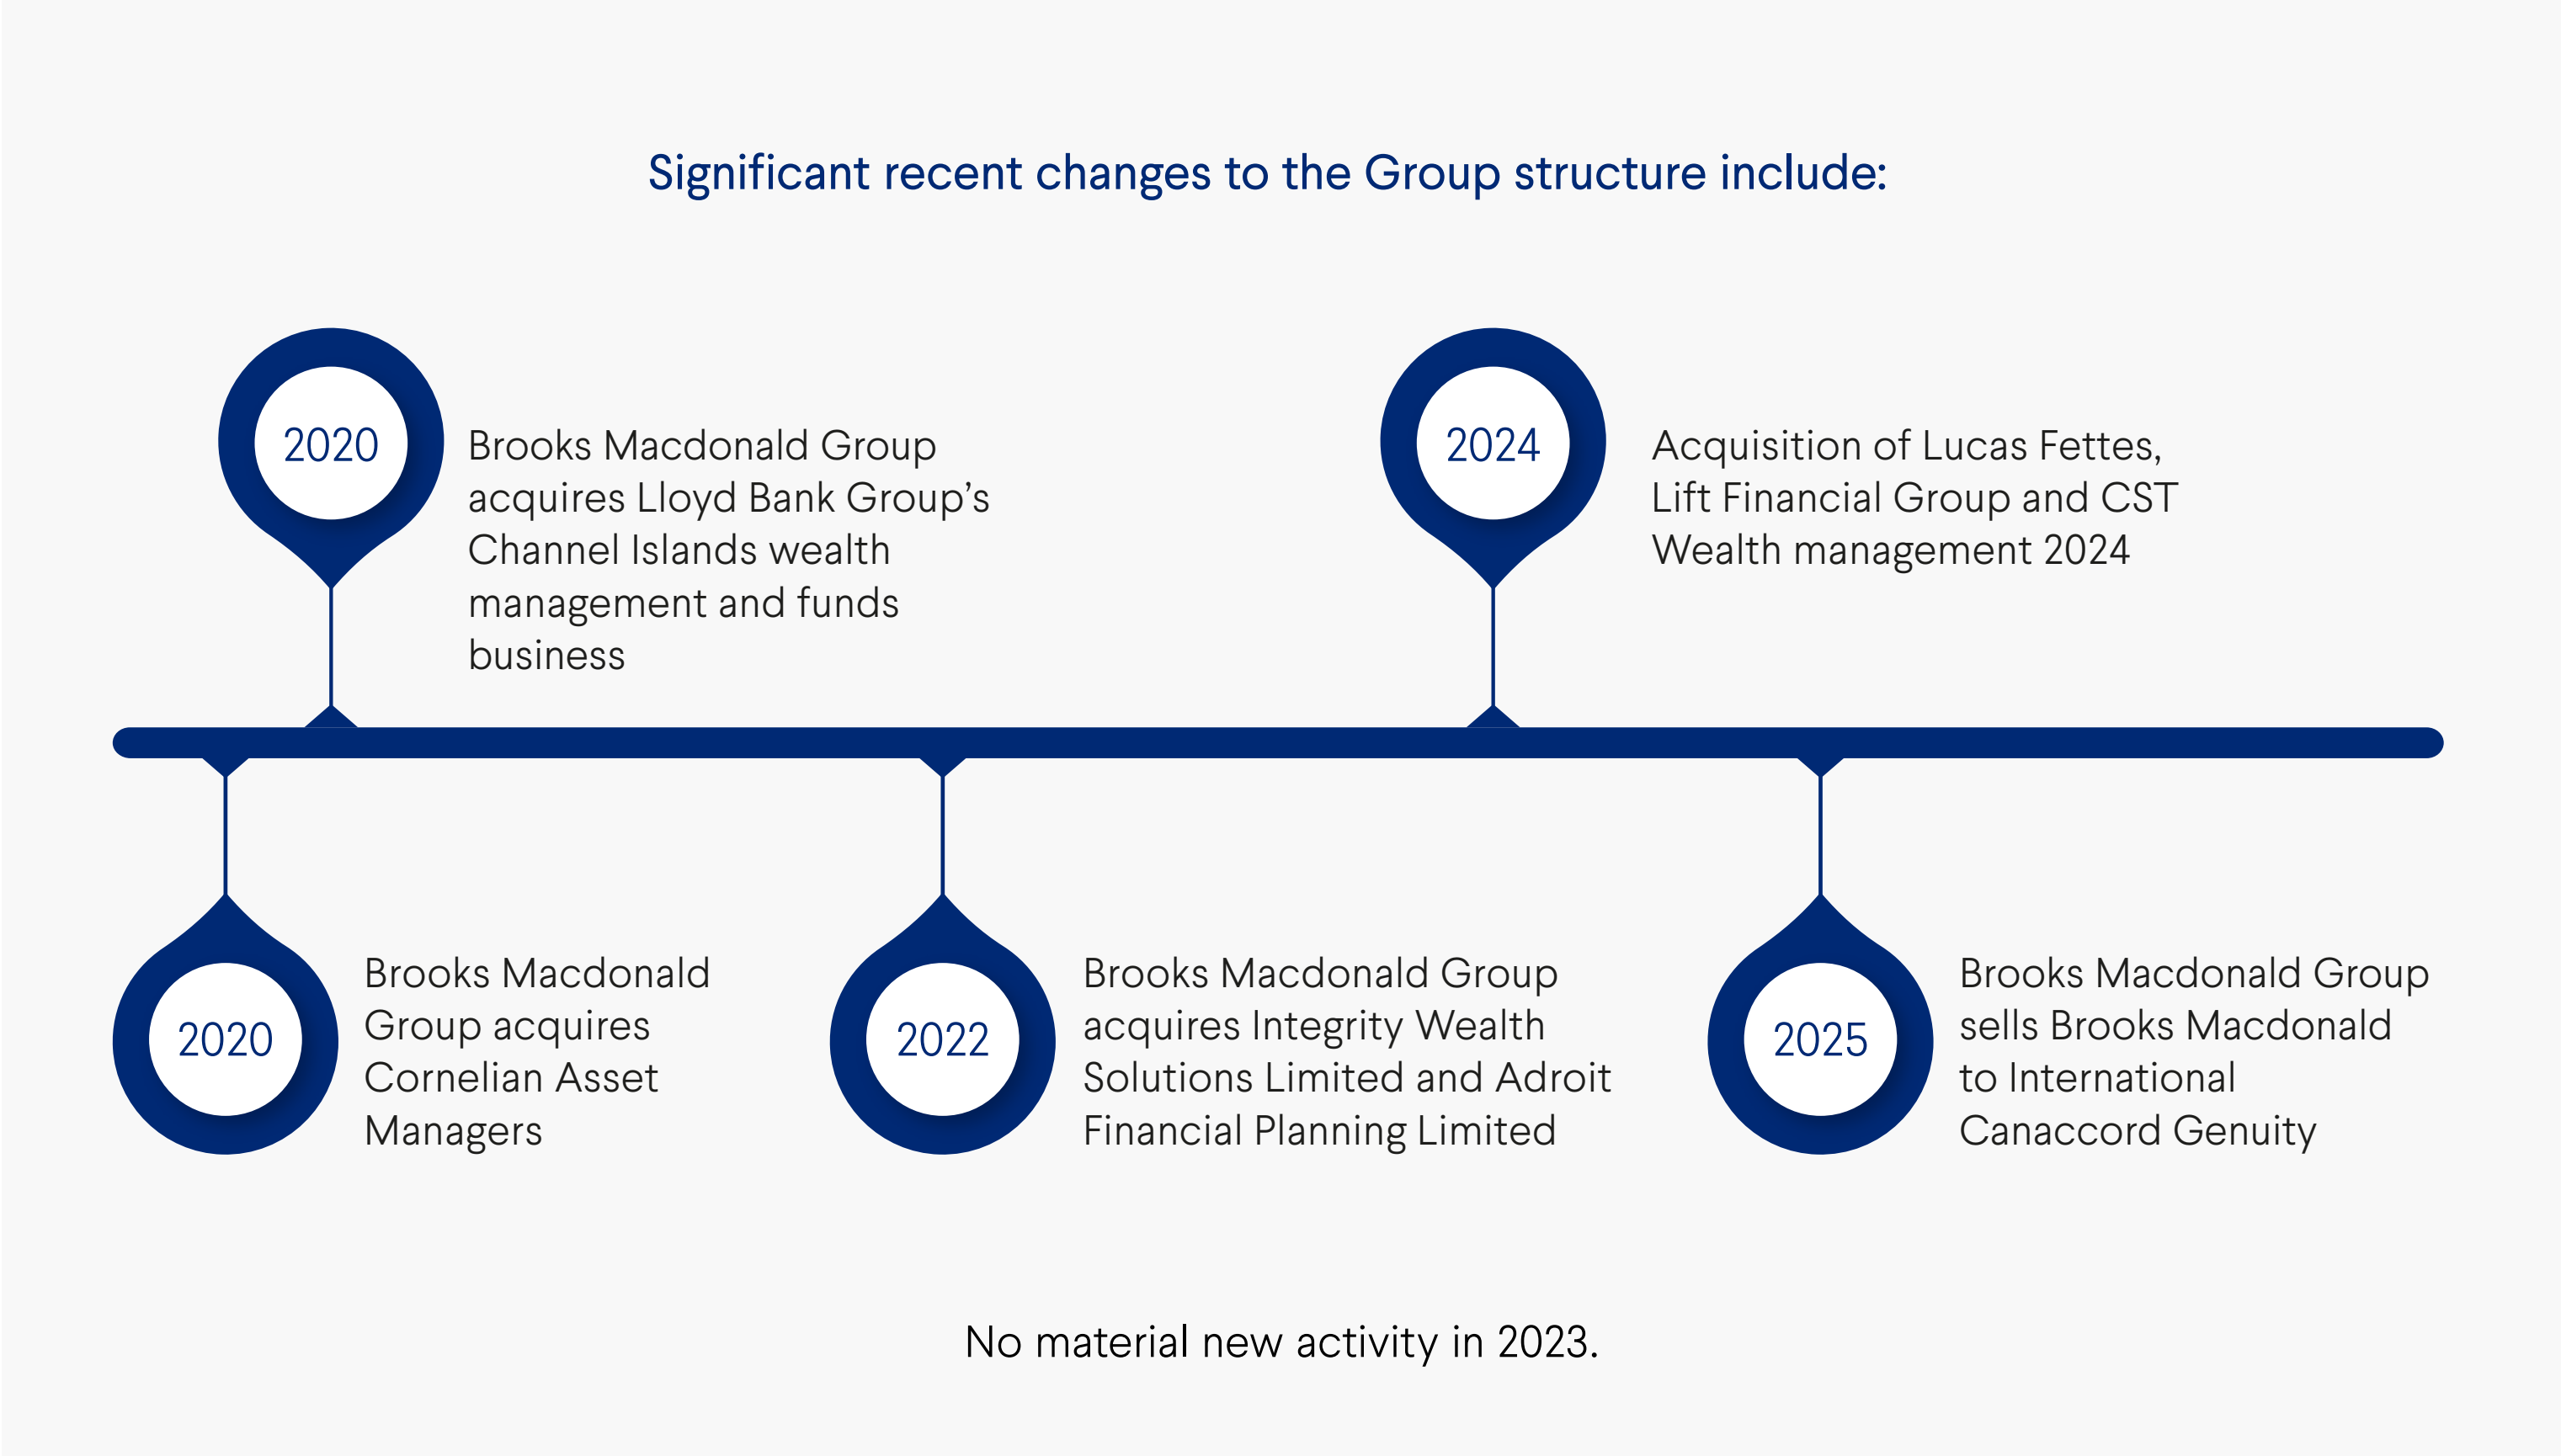 Significant recent changes to the Group structure include:
2020
Brooks Macdonald Group
acquires Lloyd Bank Group’s
Channel Islands wealth
management and funds
business
2024
Acquisition of Lucas Fettes,
Lift Financial Group and CST
Wealth management 2024
2020
Brooks Macdonald
Group acquires
Cornelian Asset
Managers
2022
Brooks Macdonald Group
acquires Integrity Wealth
Solutions Limited and Adroit
Financial Planning Limited
2025
Brooks Macdonald Group
sells Brooks Macdonald
to International
Canaccord Genuity
No material new activity in 2023.